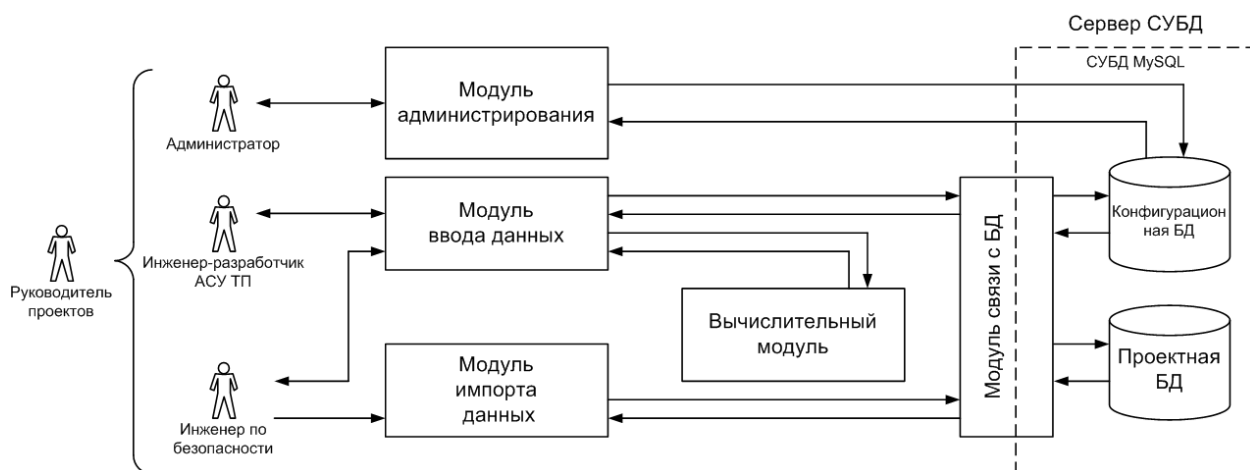 Сервер СУБД
СУБД MySQL
Модуль
администрирования
Администратор
Модуль
ввода данных
Инженер-разработчик
АСУ ТП
Руководитель
проектов
Конфигурацион
ная БД
Модуль связи с БД
Вычислительный
модуль
Проектная
БД
Модуль
импорта
данных
Инженер по
безопасности